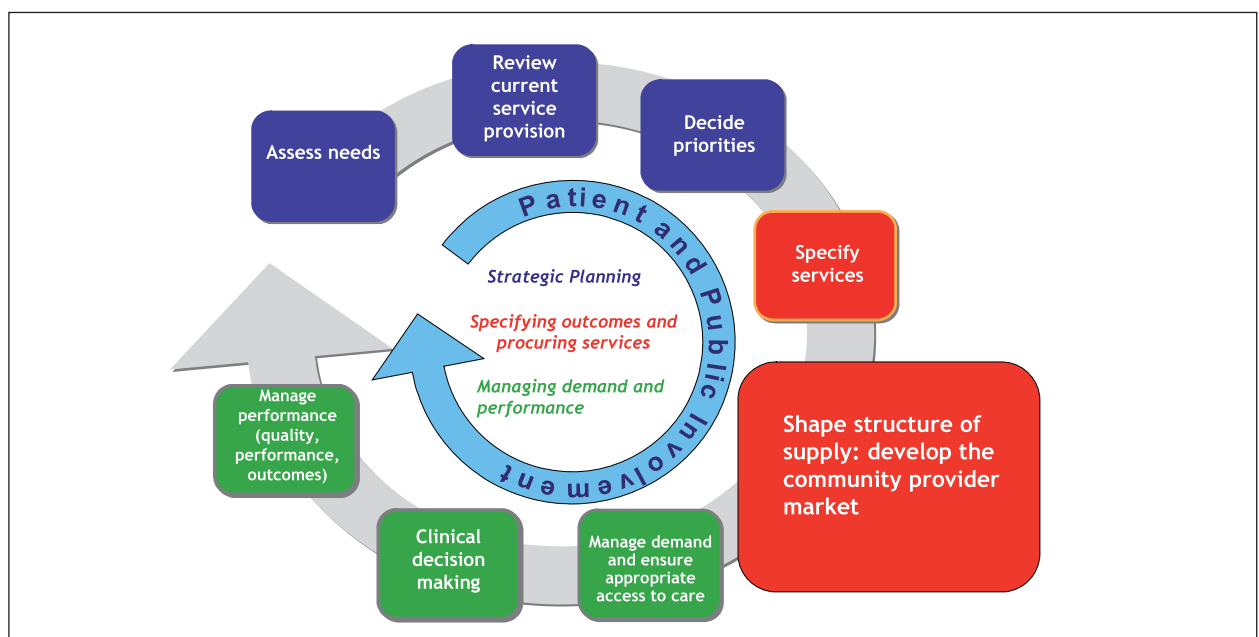 Review
current
service
provision
Decide
priorities
Assess needs
Patient and Public Involvement
Specify
services
Strategic Planning
Specifying outcomes and
procuring services
Managing demand and
performance
Shape structure of
supply: develop the
community provider
market
Manage
performance
(quality,
performance,
outcomes)
Clinical
decision
making
Manage demand
and ensure
appropriate
access to care